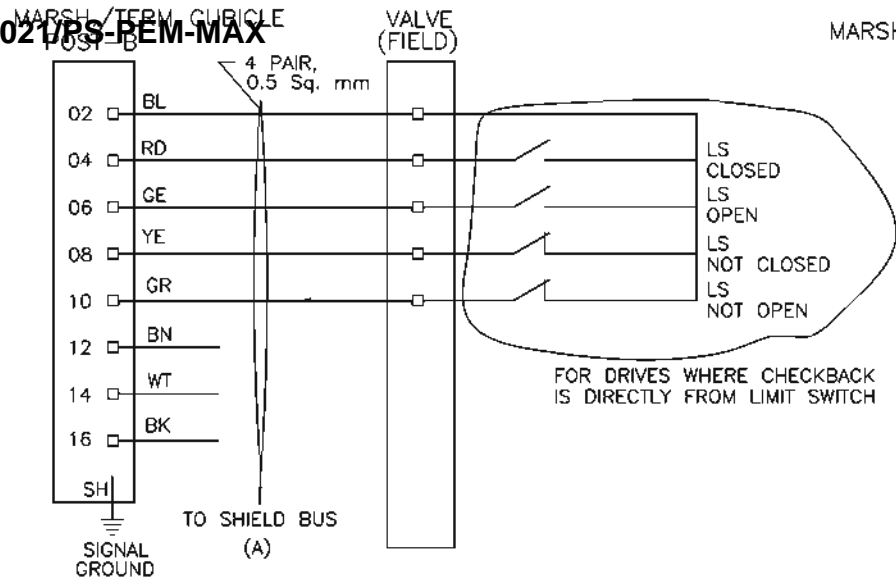 MARSH./TERM CUBICLE
POST-B
021/PS-PEM-MAX
VALVE
(FIELD)
MARSH
4 PAIR,
0.5 Sq. mm
02 BL
04 RD
06 GE
08 YE
10 GR
12 BN
14 WT
16 BK
SH
LS
CLOSED
LS
OPEN
LS
NOT CLOSED
LS
NOT OPEN
FOR DRIVES WHERE CHECKBACK
IS DIRECTLY FROM LIMIT SWITCH
TO SHIELD BUS
(A)
SIGNAL
GROUND